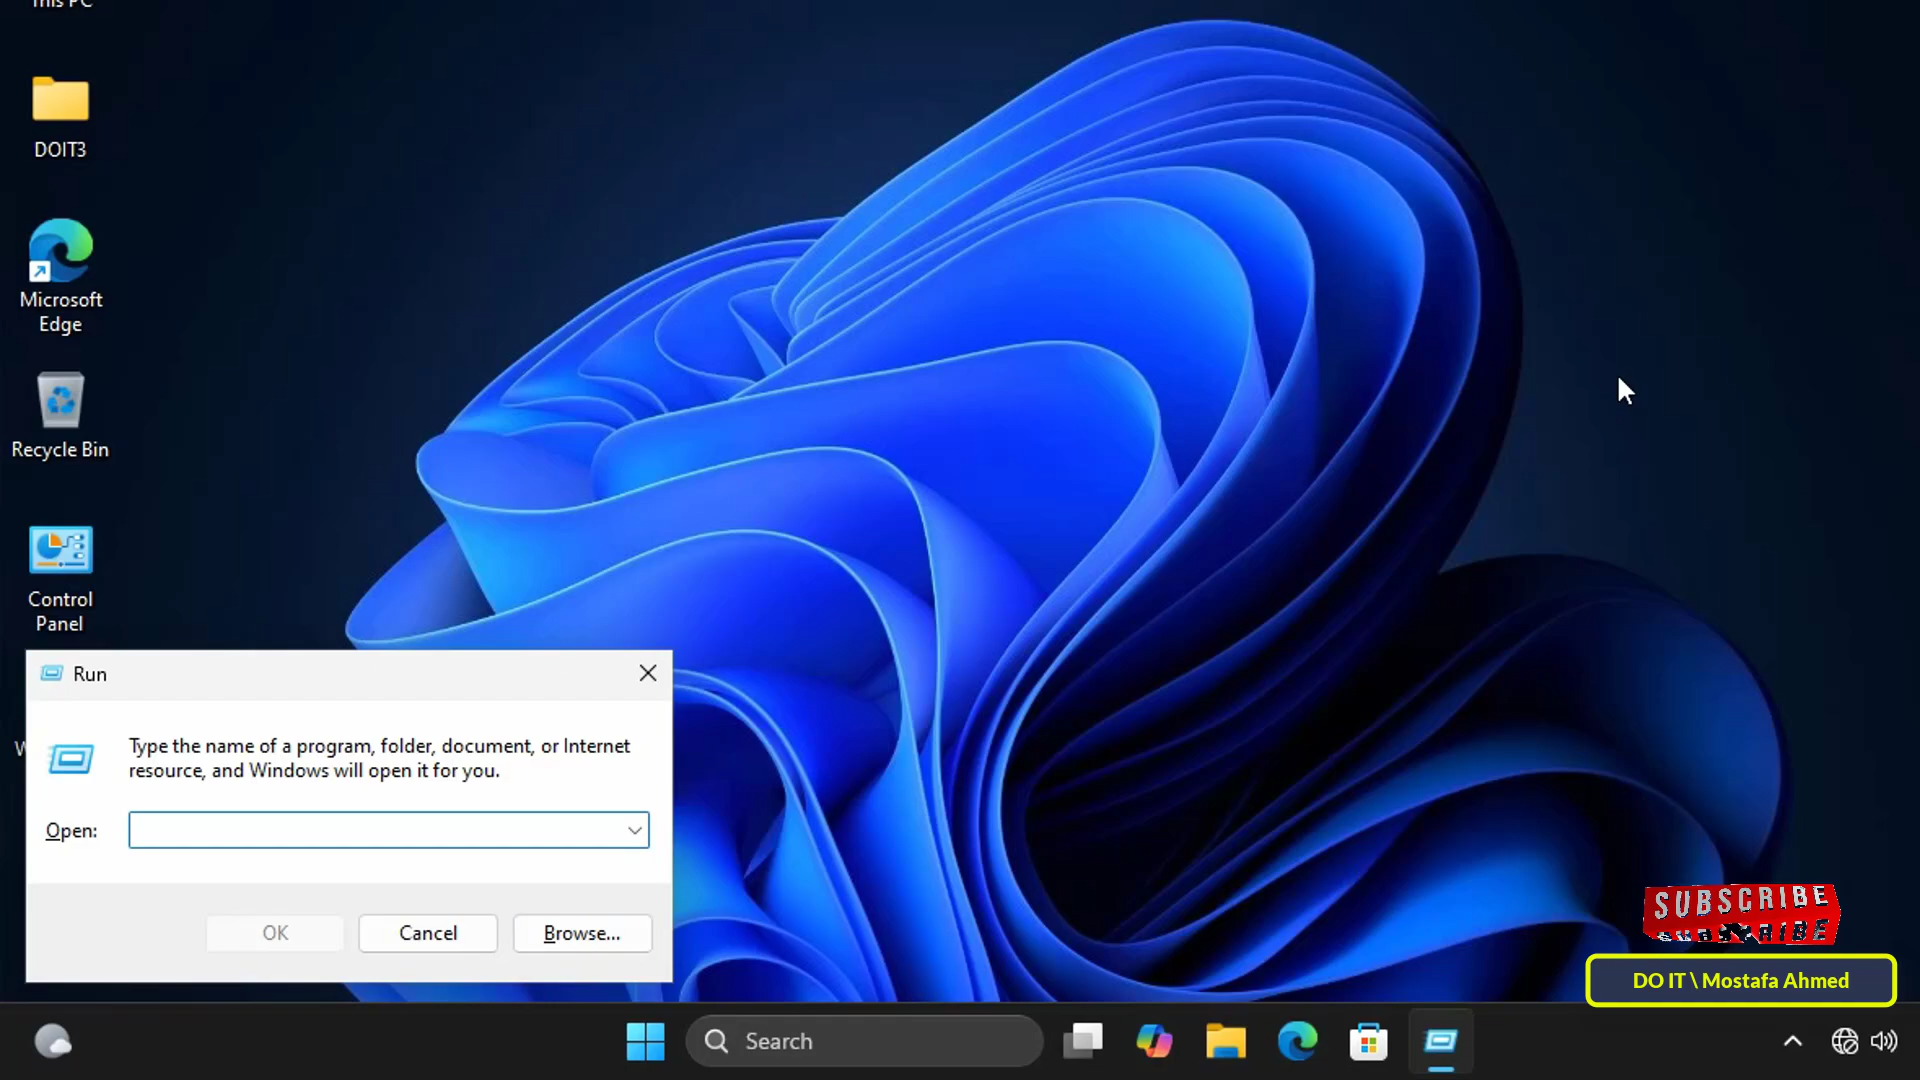 This PC
DOIT3
Microsoft
Edge
Recycle Bin
Control
Panel
Run
Type the name of a program, folder, document, or Internet
resource, and Windows will open it for you.
Open:
OK
Cancel
Browse...
SUBSCRIBE
DO IT \ Mostafa Ahmed
Search